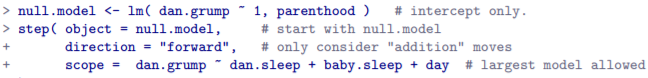 > null.model <- lm( dan.grump ~ 1, parenthood )   # intercept only.
> step( object = null.model,     # start with null.model
+       direction = "forward",   # only consider "addition" moves
+       scope =  dan.grump ~ dan.sleep + baby.sleep + day  # largest model allowed